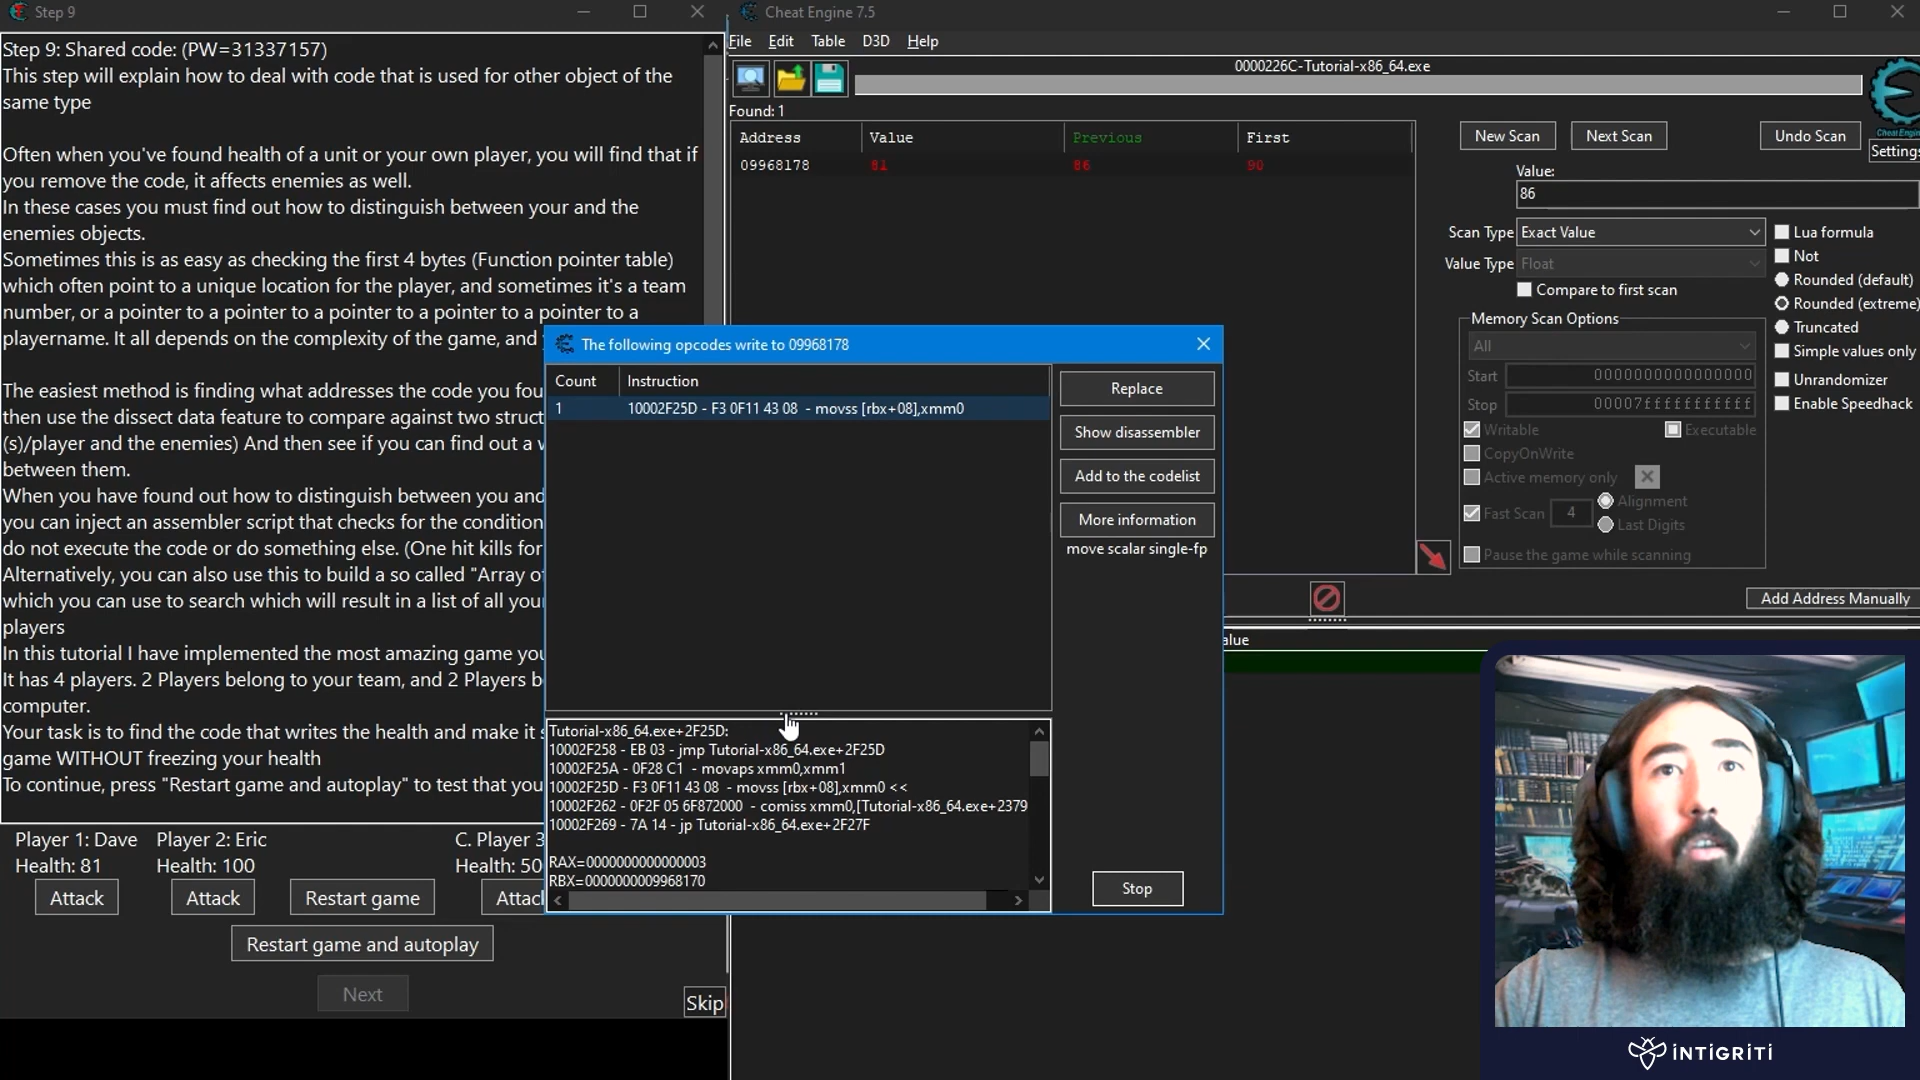 Step 9
Step 9: Shared code: (PW=31337157)
This step will explain how to deal with code that is used for other object of the
same type
Often when you've found health of a unit or your own player, you will find that if
you remove the code, it affects enemies as well.
In these cases you must find out how to distinguish between your and the
enemies objects.
Sometimes this is as easy as checking the first 4 bytes (Function pointer table)
which often point to a unique location for the player, and sometimes it's a team
number, or a pointer to a pointer to a pointer to a pointer to a pointer to a
playername. It all depends on the complexity of the game, and
The easiest method is finding what addresses the code you fou
then use the dissect data feature to compare against two struct
(s)/player and the enemies) And then see if you can find out a
between them.
When you have found out how to distinguish between you and
you can inject an assembler script that checks for the condition
do not execute the code or do something else. (One hit kills for
Alternatively, you can also use this to build a so called "Array o
which you can use to search which will result in a list of all you
players
In this tutorial I have implemented the most amazing game you
It has 4 players. 2 Players belong to your team, and 2 Players b
computer.
Your task is to find the code that writes the health and make it s
game WITHOUT freezing your health
To continue, press "Restart game and autoplay" to test that you
Player 1: Dave
Player 2: Eric
C. Player 3
Health: 81
Health: 100
Health: 50
Attack
Attack
Restart game
Attac
Restart game and autoplay
Next
Skip
Cheat Engine 7.5
File
Edit
Table
D3D
Help
0000226C-Tutorial-x86_64.exe
Found: 1
Address
Value
Previous
First
09968178
81
86
90
New Scan
Next Scan
Undo Scan
Cheat Engin
Settings
Value:
86
Scan Type
Exact Value
Value Type
Float
Compare to first scan
Lua formula
Not
Rounded (default)
Rounded (extreme)
Truncated
Simple values only
Unrandomizer
Enable Speedhack
Memory Scan Options
All
Start
0000000000000000
Stop
00007fffffffffff
Writable
Executable
CopyOnWrite
Active memory only
Fast Scan
4
Alignment
Last Digits
Pause the game while scanning
Add Address Manually
alue
The following opcodes write to 09968178
Count
Instruction
1
10002F25D - F3 0F11 43 08 - movss [rbx+08],xmm0
Replace
Show disassembler
Add to the codelist
More information
move scalar single-fp
Tutorial-x86_64.exe+2F25D:
10002F258 - EB 03 - jmp Tutorial-x86_64.exe+2F25D
10002F25A - 0F28 C1 - movaps xmm0,xmm1
10002F25D - F3 0F11 43 08 - movss [rbx+08],xmm0 <<
10002F262 - 0F2F 05 6F872000 - comiss xmm0,[Tutorial-x86_64.exe+2379
10002F269 - 7A 14 - jp Tutorial-x86_64.exe+2F27F
RAX=0000000000000003
RBX=0000000009968170
Stop
INTIGRITI